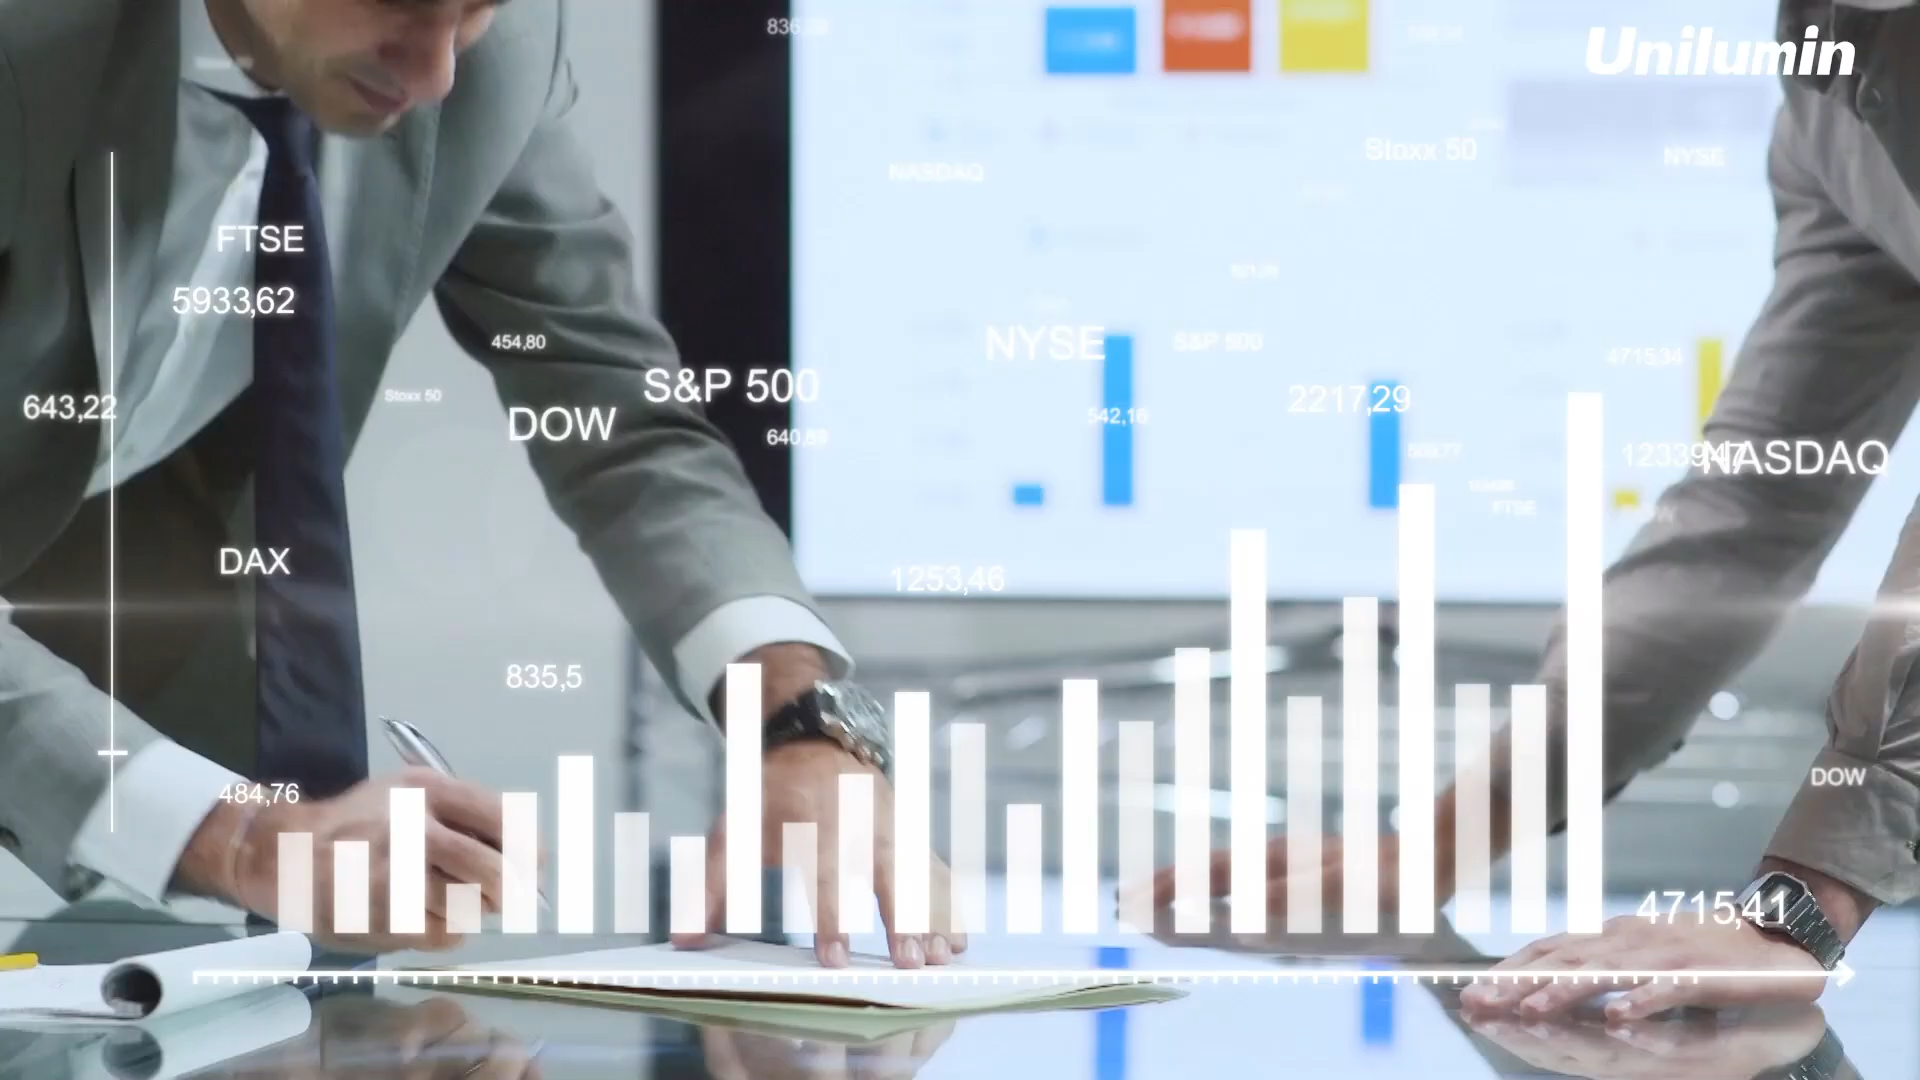 Unilumin
Stoxx 50
NYSE
NASDAQ
FTSE
5933,62
454,80
NYSE
S&P 500
4715,34
S&P 500
Stoxx 50
643,22
DOW
640,89
542,16
2217,29
NASDAQ
FTSE
DAX
1253,46
835,5
484,76
DOW
4715,41